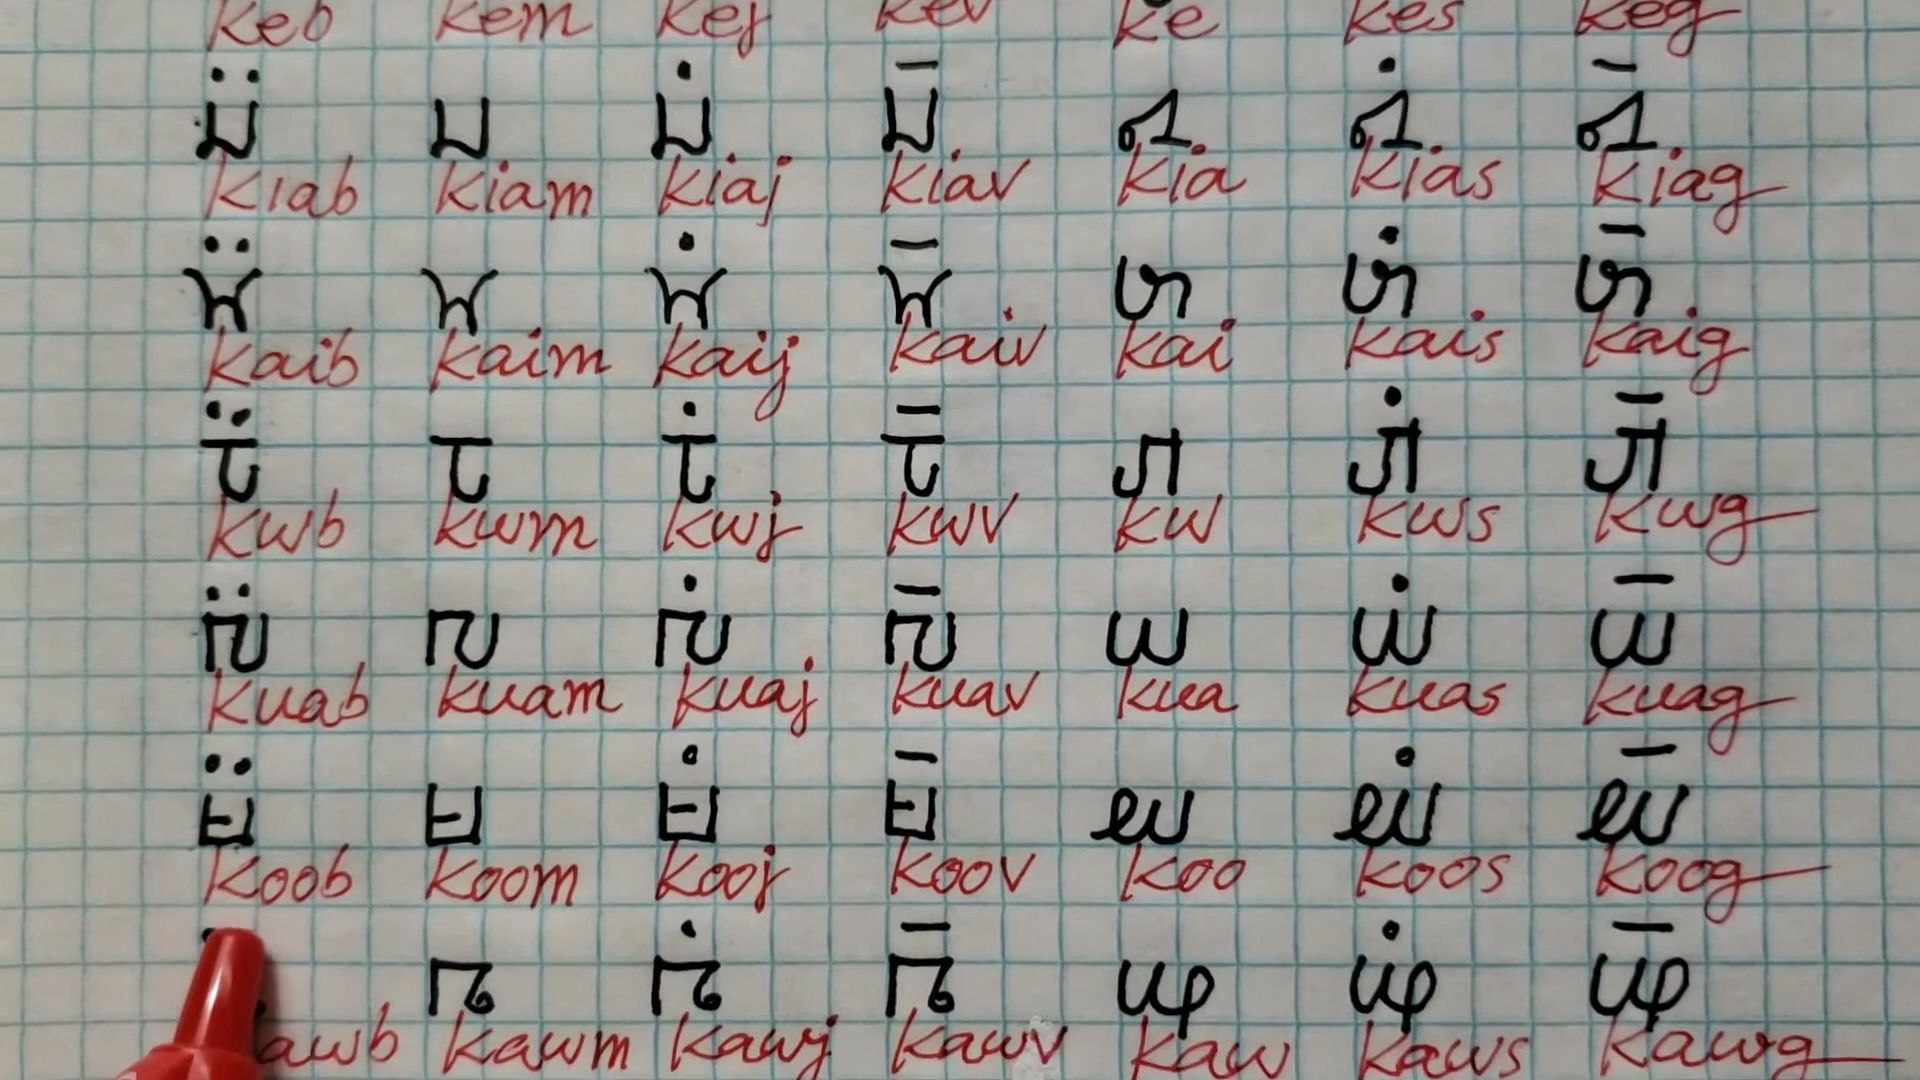 keb kem kej kev ke kes keg
𖬔𖬲 𖬔 𖬔𖬰 𖬔𖬱 𖬕 𖬕𖬰 𖬕𖬱
kiab kiam kiaj kiav kia kias kiag
𖬊𖬲 𖬊 𖬊𖬰 𖬊𖬱 𖬋 𖬋𖬰 𖬋𖬱
kaib kaim kaij kaiv kai kais kaig
𖬘𖬲 𖬘 𖬘𖬰 𖬘𖬱 𖬙 𖬙𖬰 𖬙𖬱
kwb kwm kwj kwv kw kws kwg
𖬐𖬲 𖬐 𖬐𖬰 𖬐𖬱 𖬑 𖬑𖬰 𖬑𖬱
kuab kuam kuaj kuav kua kuas kuag
𖬌𖬲 𖬌 𖬌𖬰 𖬌𖬱 𖬍 𖬍𖬰 𖬍𖬱
koob koom kooj koov koo koos koog
𖬎 𖬎𖬰 𖬎𖬱 𖬏 𖬏𖬰 𖬏𖬱
awb kawm kawj kawv kaw kaws kawg